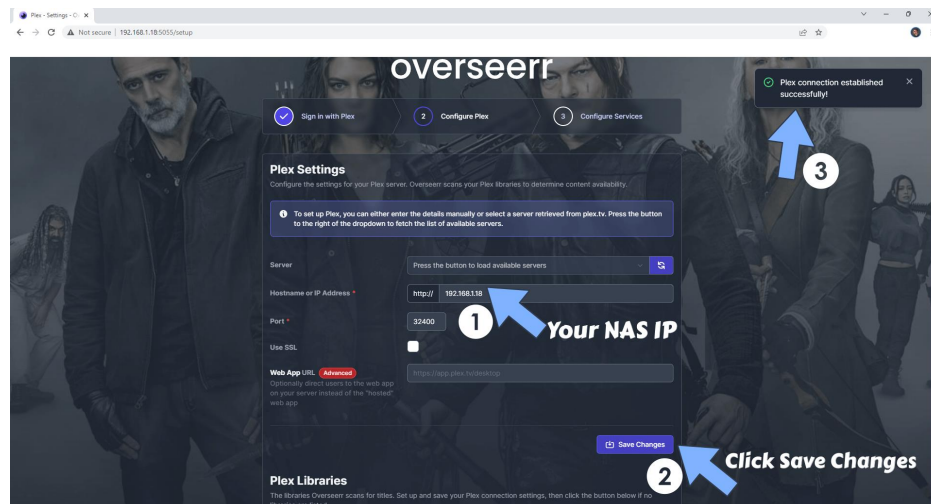 Plex - Settings - O
Not secure | 192.168.1.18:5055/setup
overseerr
Plex connection established
successfully!
Sign in with Plex
2 Configure Plex
3 Configure Services
3
Plex Settings
Configure the settings for your Plex server. Overseerr scans your Plex libraries to determine content availability.
To set up Plex, you can either enter the details manually or select a server retrieved from plex.tv. Press the button
to the right of the dropdown to fetch the list of available servers.
Server
Press the button to load available servers
Hostname or IP Address *
http:// 192.168.1.18
1
Your NAS IP
Port *
32400
Use SSL
Web App URL Advanced
https://app.plex.tv/desktop
Optionally direct users to the web app
on your server instead of the "hosted"
web app
Save Changes
2
Click Save Changes
Plex Libraries
The libraries Overseerr scans for titles. Set up and save your Plex connection settings, then click the button below if no